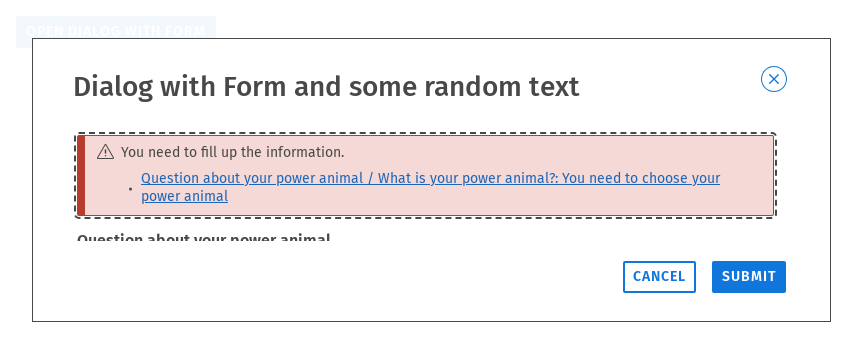 OPEN DIALOG WITH FORM
Dialog with Form and some random text
You need to fill up the information.
• Question about your power animal / What is your power animal?: You need to choose your
power animal
Question about your power animal
CANCEL SUBMIT